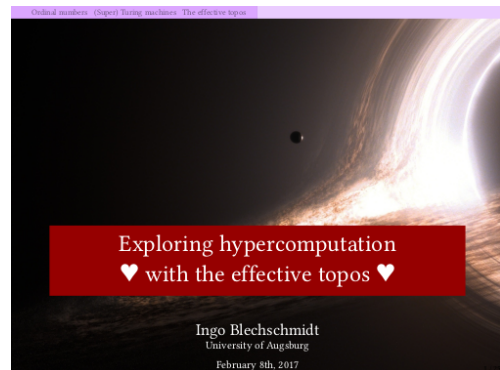 Ordinal numbers (Super) Turing machines The effective topos
Exploring hypercomputation
♥ with the effective topos ♥
Ingo Blechschmidt
University of Augsburg
February 8th, 2017